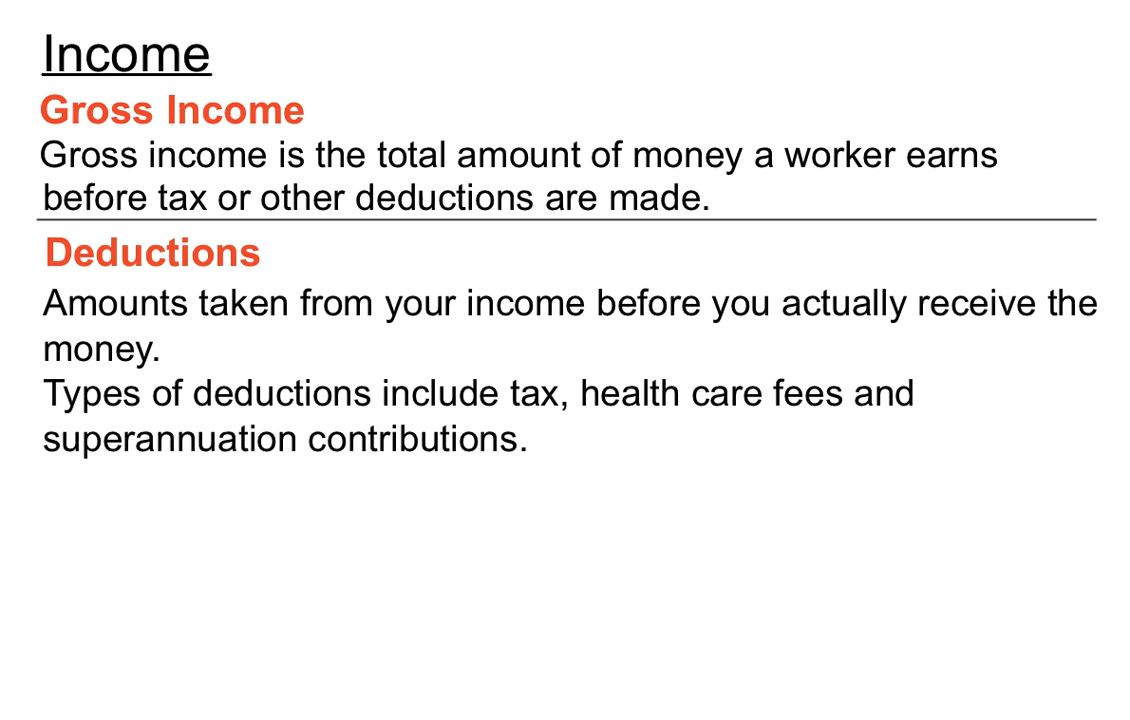 Income
Gross Income
Gross income is the total amount of money a worker earns
before tax or other deductions are made.
Deductions
Amounts taken from your income before you actually receive the
money.
Types of deductions include tax, health care fees and
superannuation contributions.